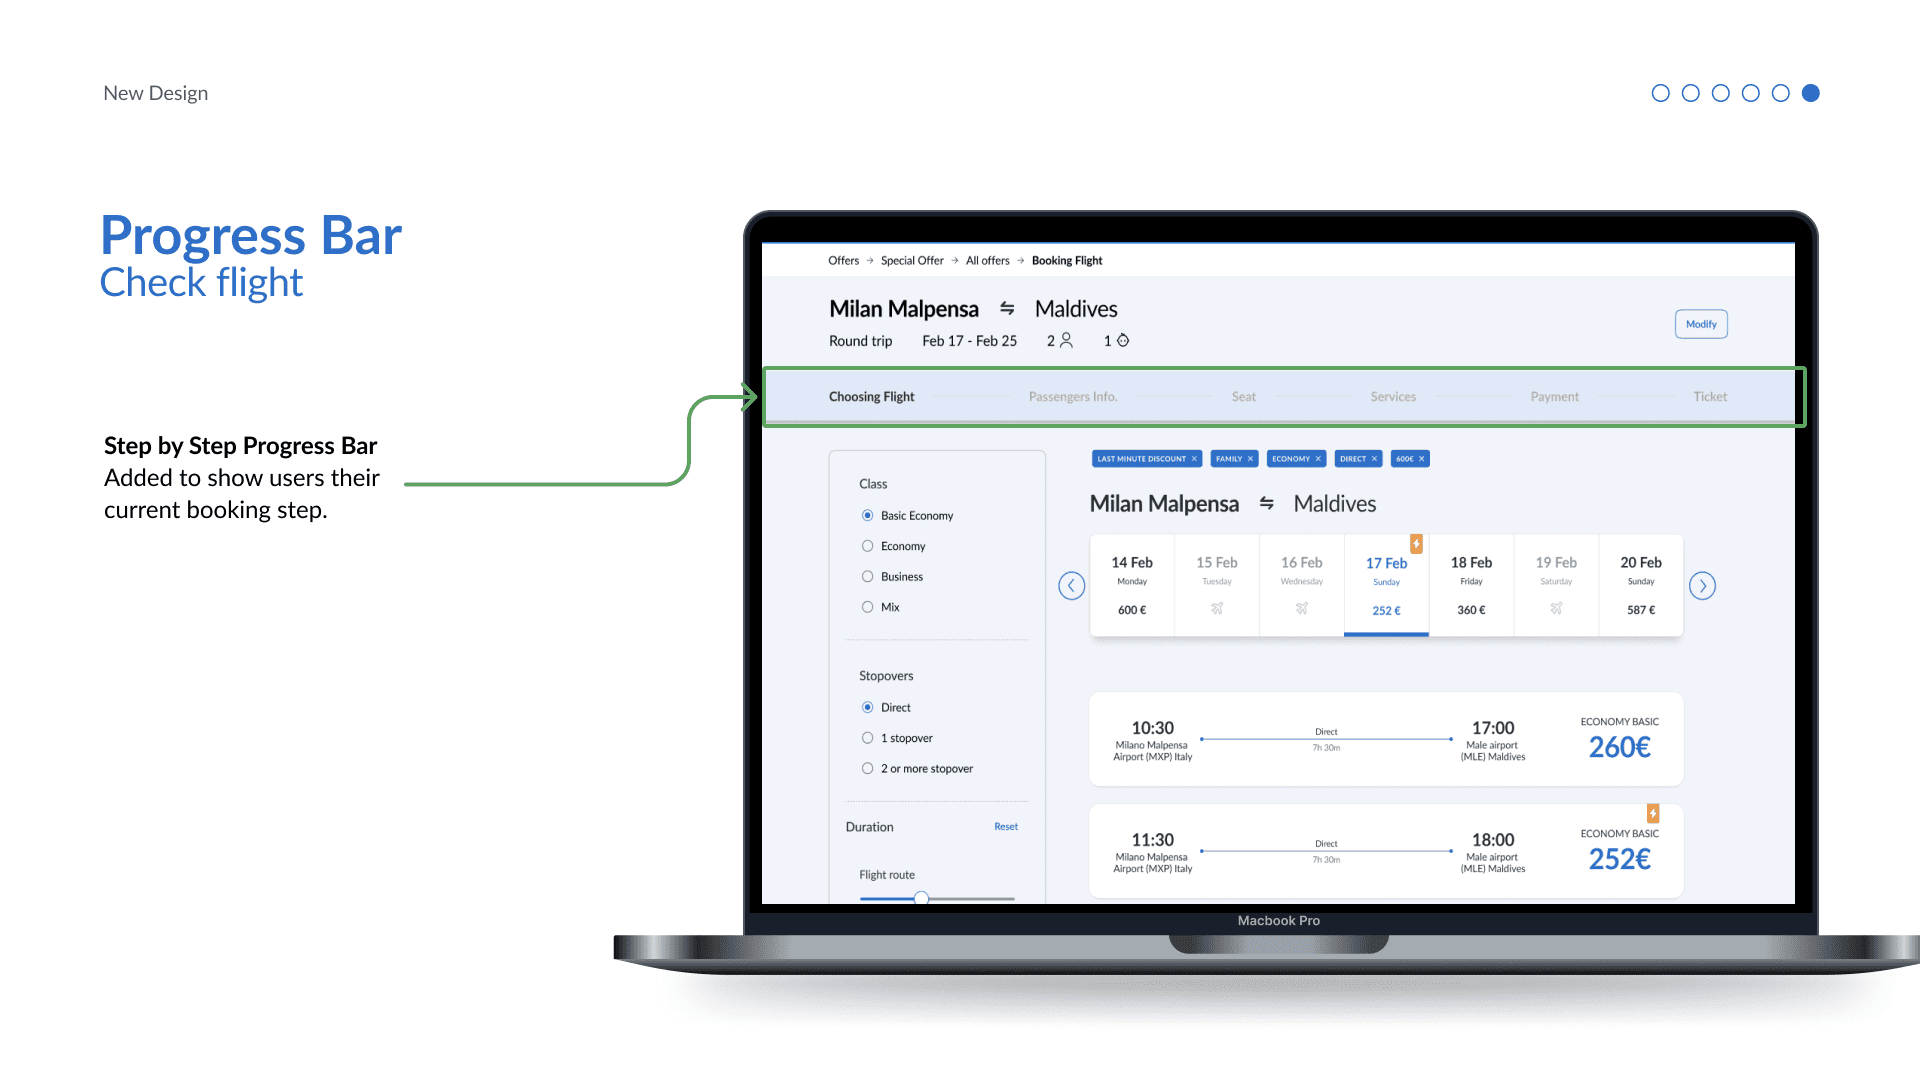 New Design
Progress Bar
Check flight
Step by Step Progress Bar
Added to show users their
current booking step.
Offers → Special Offer → All offers → Booking Flight
Milan Malpensa ⇋ Maldives
Round trip Feb 17 - Feb 25 2 1
Modify
Choosing Flight Passengers Info. Seat Services Payment Ticket
LAST MINUTE DISCOUNT × FAMILY × ECONOMY × DIRECT × 600€ ×
Class
Basic Economy
Economy
Business
Mix
Stopovers
Direct
1 stopover
2 or more stopover
Duration Reset
Flight route
Milan Malpensa ⇋ Maldives
14 Feb 15 Feb 16 Feb 17 Feb 18 Feb 19 Feb 20 Feb
Monday Tuesday Wednesday Sunday Friday Saturday Sunday
600 € 252 € 360 € 587 €
10:30 Direct 17:00 ECONOMY BASIC
Milano Malpensa 7h 30m Male airport 260€
Airport (MXP) Italy (MLE) Maldives
11:30 Direct 18:00 ECONOMY BASIC
Milano Malpensa 7h 30m Male airport 252€
Airport (MXP) Italy (MLE) Maldives
Macbook Pro